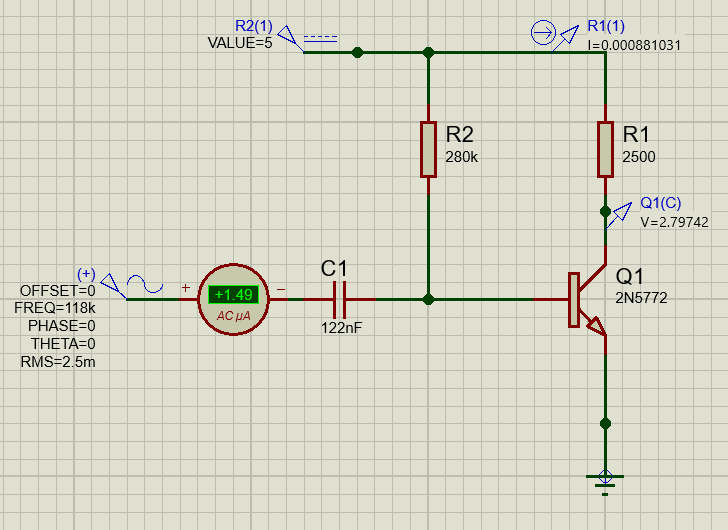 R2(1)
VALUE=5
R1(1)
I=0.000881031
R2
280k
R1
2500
Q1(C)
V=2.79742
(+)
OFFSET=0
FREQ=118k
PHASE=0
THETA=0
RMS=2.5m
+
+1.49
AC µA
−
C1
122nF
Q1
2N5772